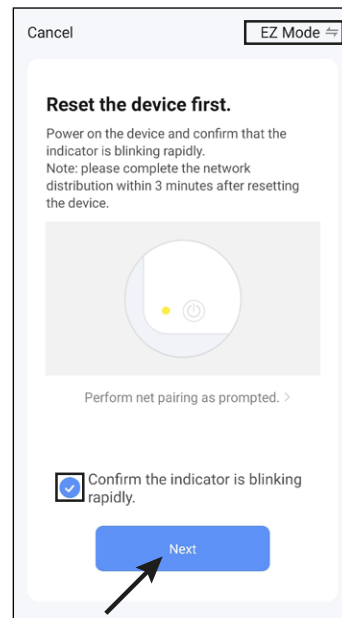 Cancel
EZ Mode ⇋
Reset the device first.
Power on the device and confirm that the
indicator is blinking rapidly.
Note: please complete the network
distribution within 3 minutes after resetting
the device.
Perform net pairing as prompted. >
Confirm the indicator is blinking
rapidly.
Next